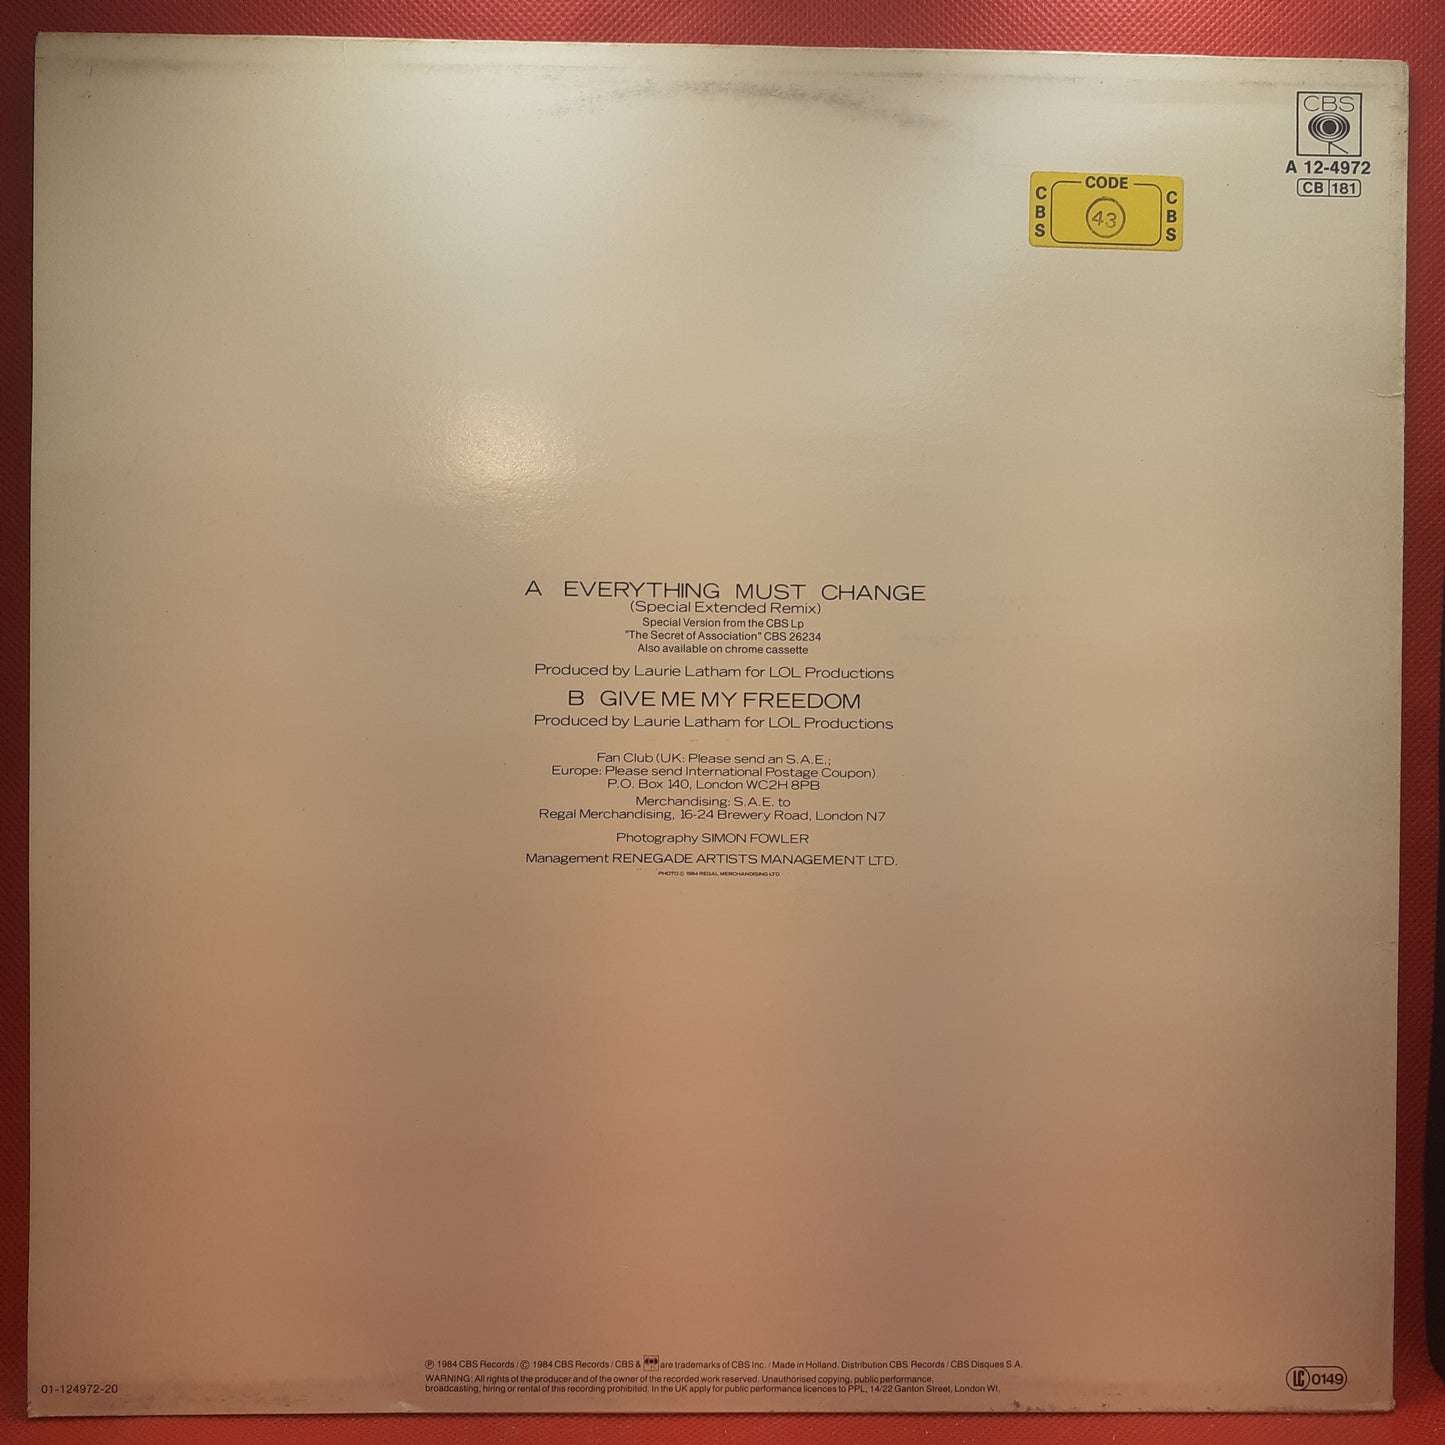 CBS
A 12-4972
CB 181
CODE
CBS
43
CBS
A EVERYTHING MUST CHANGE
(Special Extended Remix)
Special Version from the CBS Lp
"The Secret of Association" CBS 26234
Also available on chrome cassette
Produced by Laurie Latham for LOL Productions
B GIVE ME MY FREEDOM
Produced by Laurie Latham for LOL Productions
Fan Club (UK: Please send an S.A.E.;
Europe: Please send International Postage Coupon)
P.O. Box 140, London WC2H 8PB
Merchandising: S.A.E. to
Regal Merchandising, 16-24 Brewery Road, London N7
Photography SIMON FOWLER
Management RENEGADE ARTISTS MANAGEMENT LTD.
PHOTO © 1984 REGAL MERCHANDISING LTD.
℗ 1984 CBS Records / © 1984 CBS Records / CBS & are trademarks of CBS Inc. / Made in Holland. Distribution CBS Records / CBS Disques S.A.
WARNING: All rights of the producer and of the owner of the recorded work reserved. Unauthorised copying, public performance,
broadcasting, hiring or rental of this recording prohibited. In the UK apply for public performance licences to PPL, 14/22 Ganton Street, London WI.
01-124972-20
LC 0149